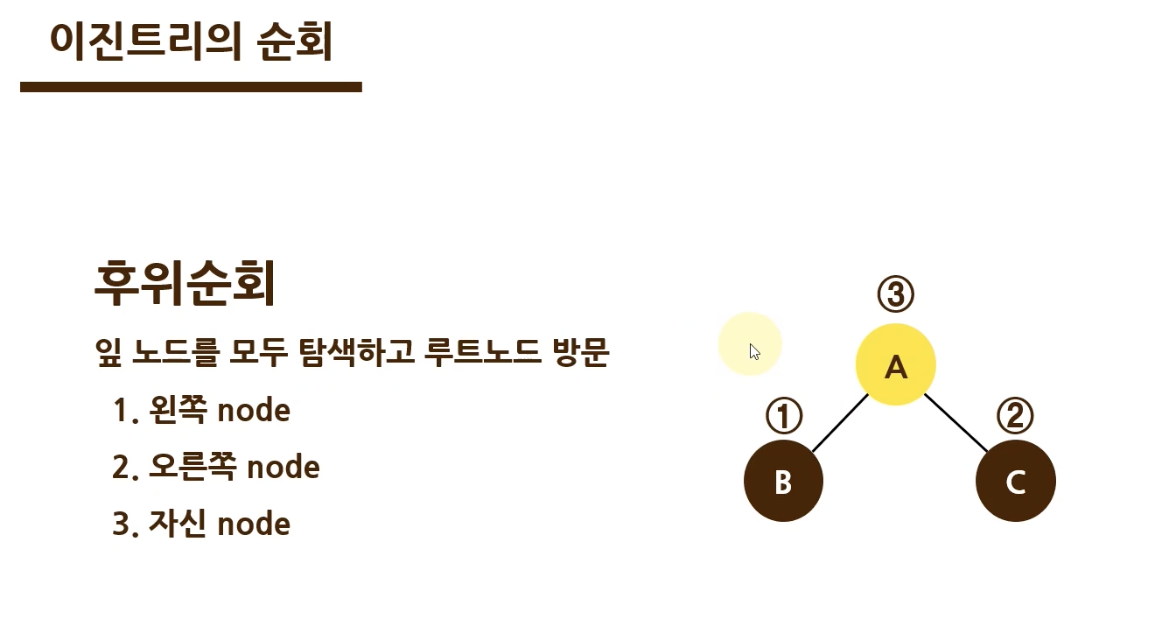 이진트리의 순회
후위순회
잎 노드를 모두 탐색하고 루트노드 방문
1. 왼쪽 node
2. 오른쪽 node
3. 자신 node
③
A
① ②
B C